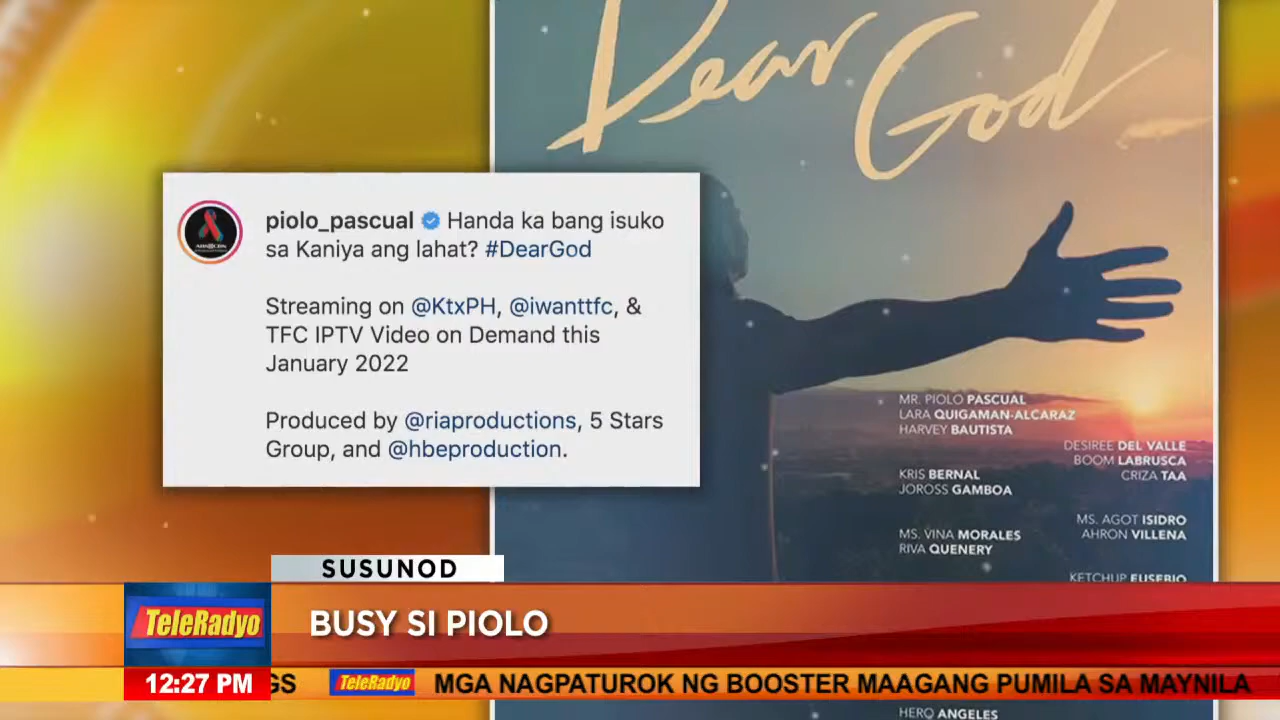 Dear God
piolo_pascual Handa ka bang isuko
sa Kaniya ang lahat? #DearGod
Streaming on @KtxPH, @iwanttfc, &
TFC IPTV Video on Demand this
January 2022
Produced by @riaproductions, 5 Stars
Group, and @hbeproduction.
MR. PIOLO PASCUAL
LARA QUIGAMAN-ALCARAZ
HARVEY BAUTISTA
DESIREE DEL VALLE
BOOM LABRUSCA
CRIZA TAA
KRIS BERNAL
JOROSS GAMBOA
MS. AGOT ISIDRO
AHRON VILLENA
MS. VINA MORALES
RIVA QUENERY
KETCHUP EUSEBIO
SUSUNOD
TeleRadyo
BUSY SI PIOLO
12:27 PM GS TeleRadyo MGA NAGPATUROK NG BOOSTER MAAGANG PUMILA SA MAYNILA
HERO ANGELES